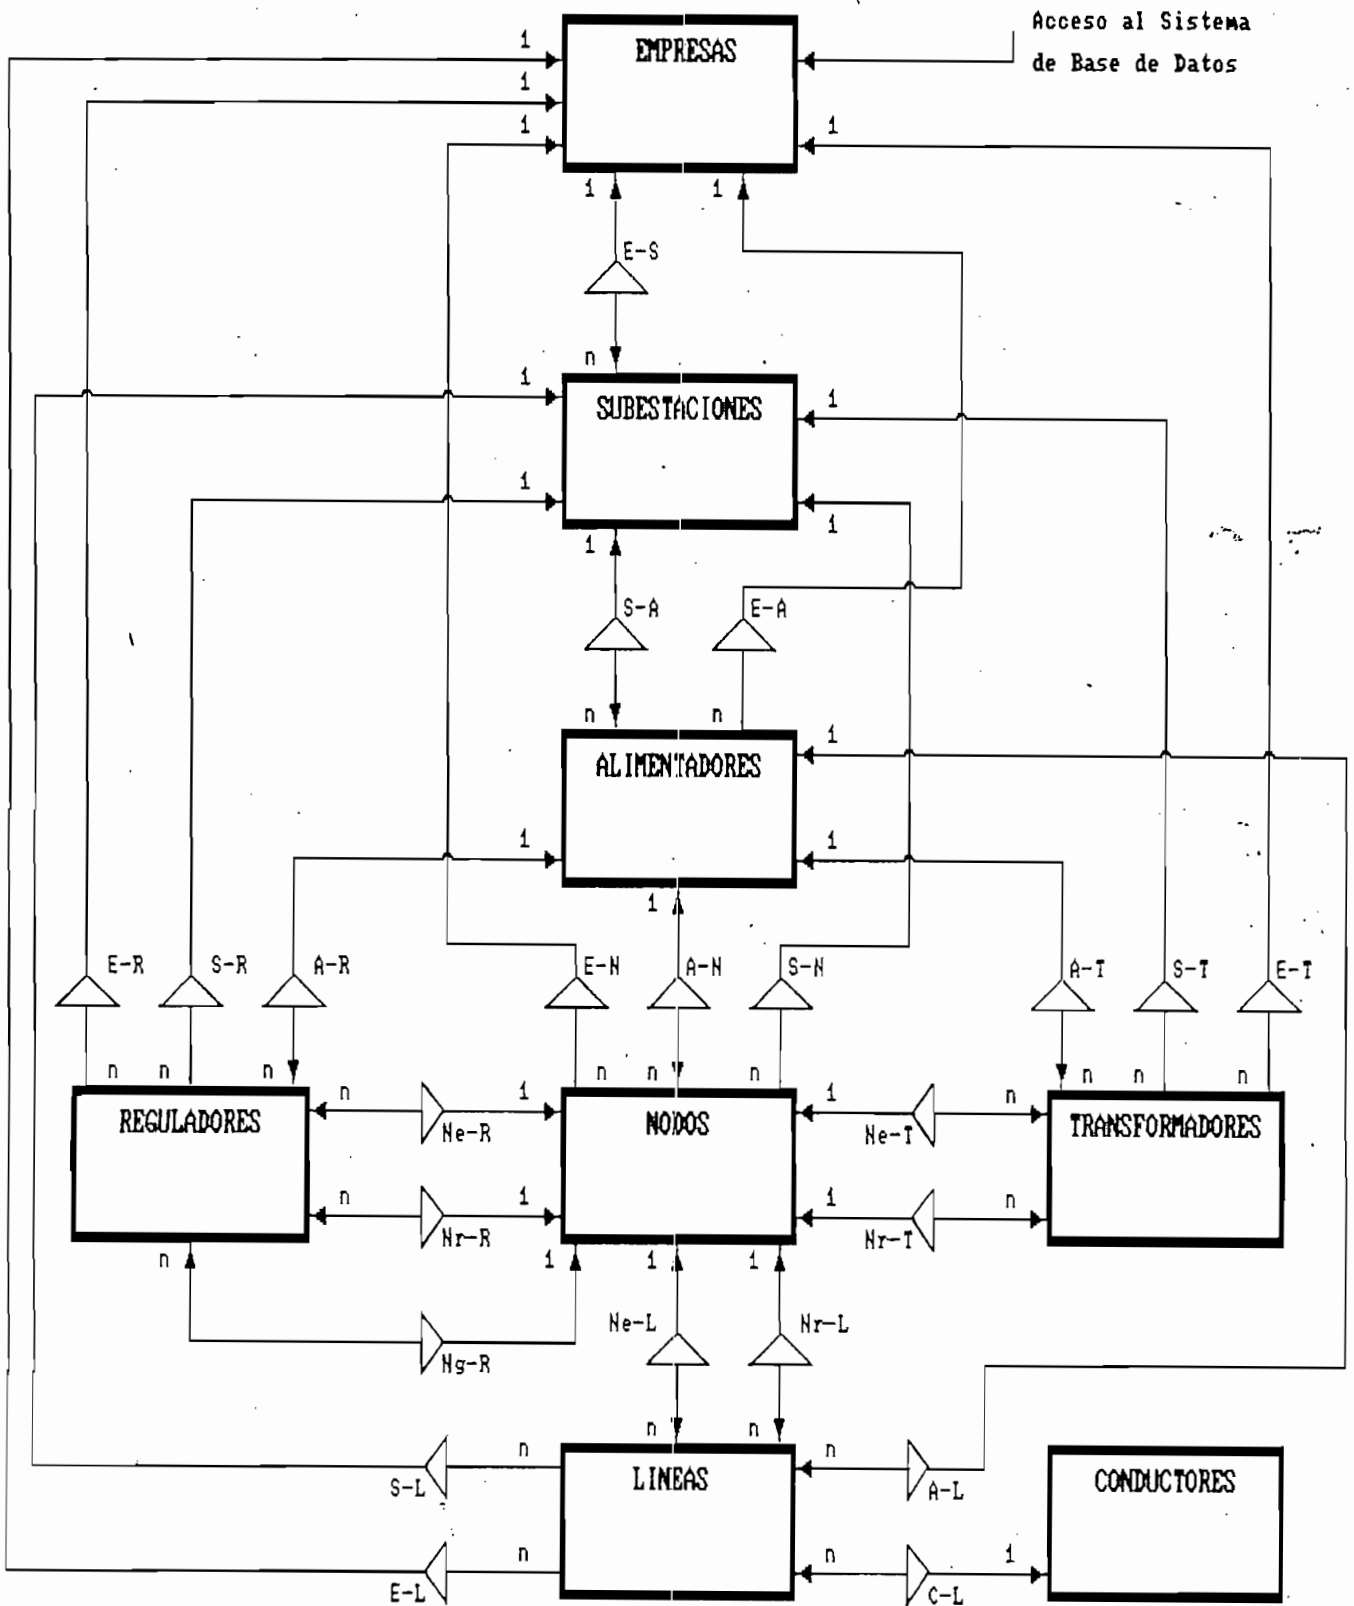 Acceso al Sistema
de Base de Datos
1
EMPRESAS
1
1
1
1
1
E-S
n
1
SUBESTACIONES
1
1
1
1
S-A
E-A
n
n
1
ALIMENTADORES
1
1
1
E-R
S-R
A-R
E-N
A-N
S-N
A-T
S-T
E-T
n
n
n
n
n
n
n
n
n
REGULADORES
n
1
NODOS
1
n
TRANSFORMADORES
Ne-R
Ne-T
n
1
1
n
Nr-R
Nr-T
n
1
1
1
Ne-L
Nr-L
Ng-R
n
n
n
LINEAS
n
CONDUCTORES
S-L
A-L
n
n
1
E-L
C-L